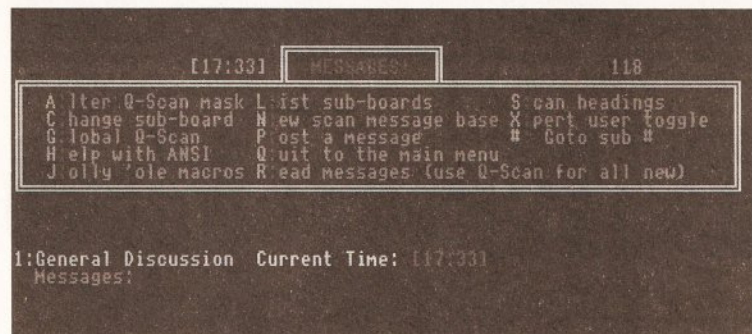 [17:33] MESSAGES! 118
A lter Q-Scan mask L ist sub-boards S can headings
C hange sub-board N ew scan message base X pert user toggle
G lobal Q-Scan P ost a message # Goto sub #
H elp with ANSI Q uit to the main menu
J olly 'ole macros R ead messages (use Q-Scan for all new)
1:General Discussion Current Time: [17:33]
Messages: